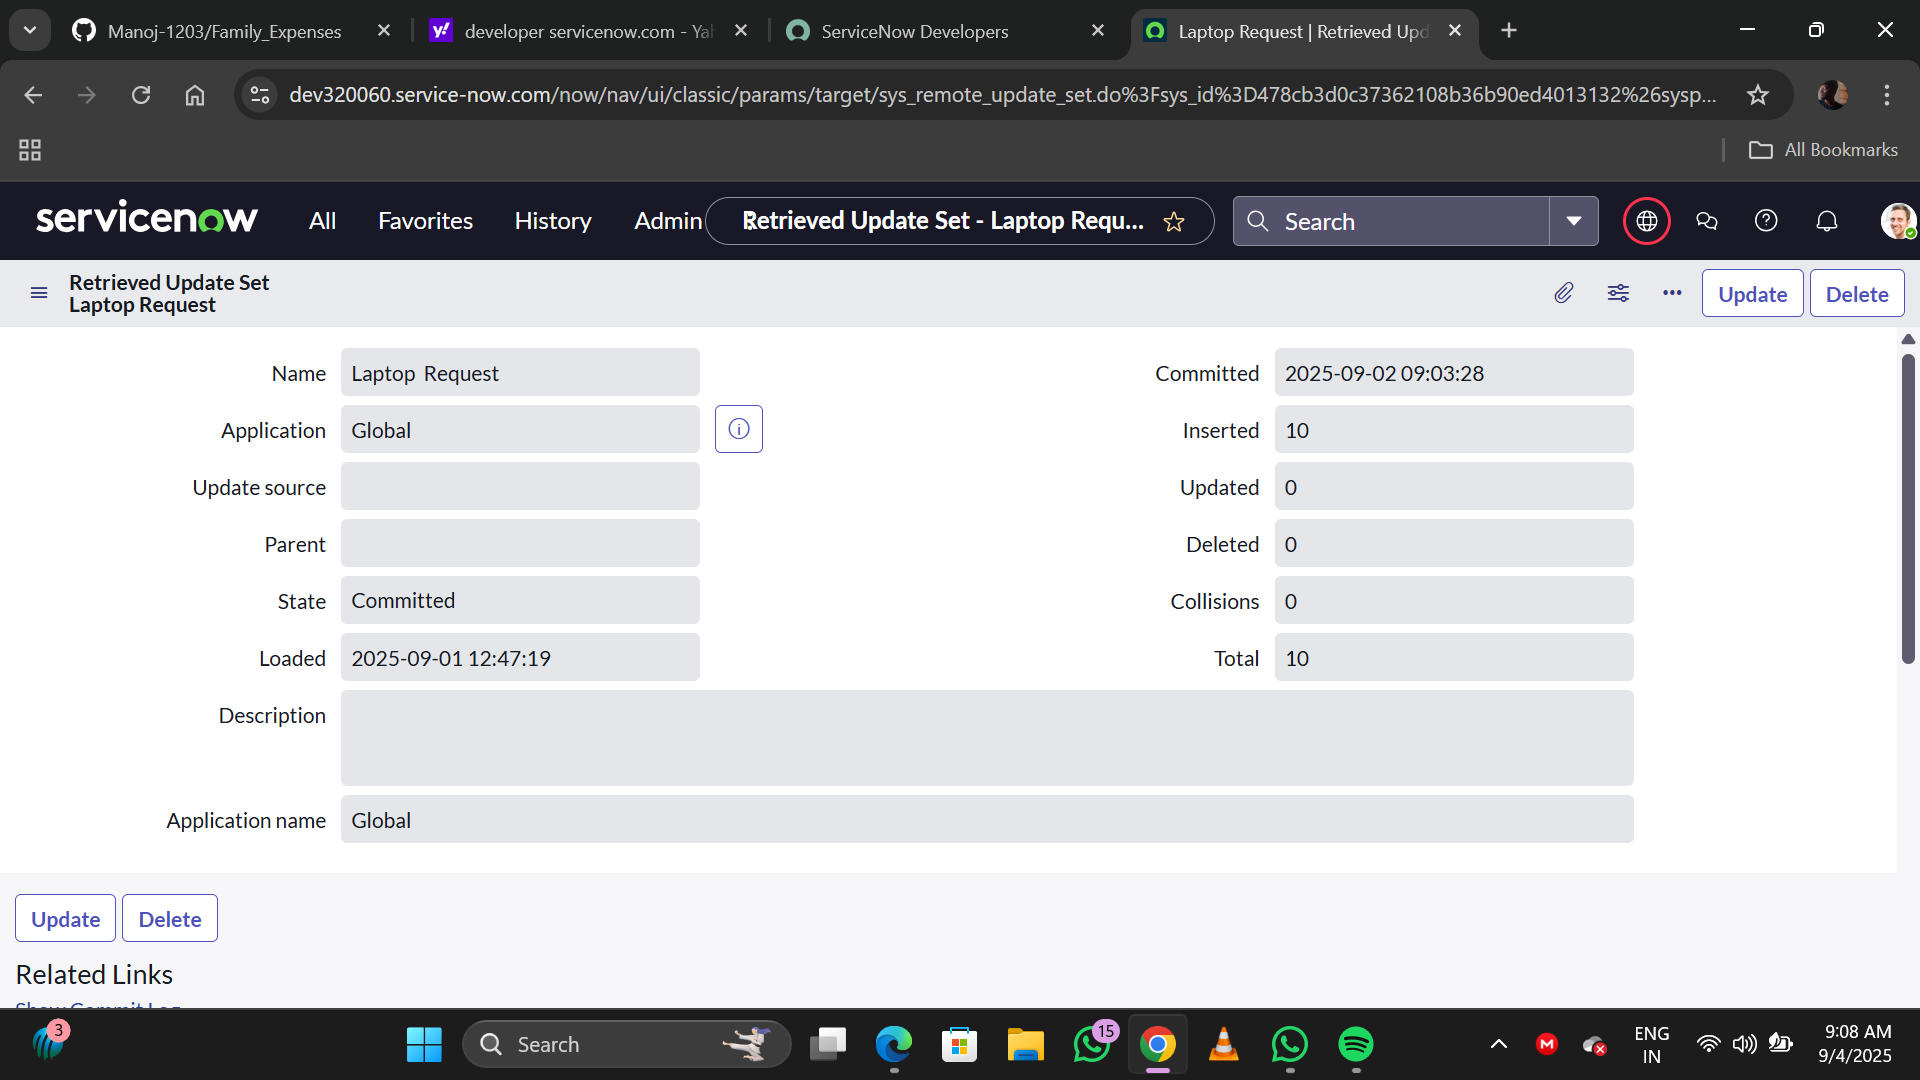 Manoj-1203/Family_Expenses
developer servicenow.com - Yal
ServiceNow Developers
Laptop Request | Retrieved Upd
dev320060.service-now.com/now/nav/ui/classic/params/target/sys_remote_update_set.do%3Fsys_id%3D478cb3d0c37362108b36b90ed4013132%26sysp...
All Bookmarks
servicenow
All
Favorites
History
Admin
Retrieved Update Set - Laptop Requ...
Search
Retrieved Update Set
Laptop Request
Update
Delete
Name
Laptop Request
Committed
2025-09-02 09:03:28
Application
Global
Inserted
10
Update source
Updated
0
Parent
Deleted
0
State
Committed
Collisions
0
Loaded
2025-09-01 12:47:19
Total
10
Description
Application name
Global
Update
Delete
Related Links
Show Commit Log
3
Search
15
ENG
IN
9:08 AM
9/4/2025